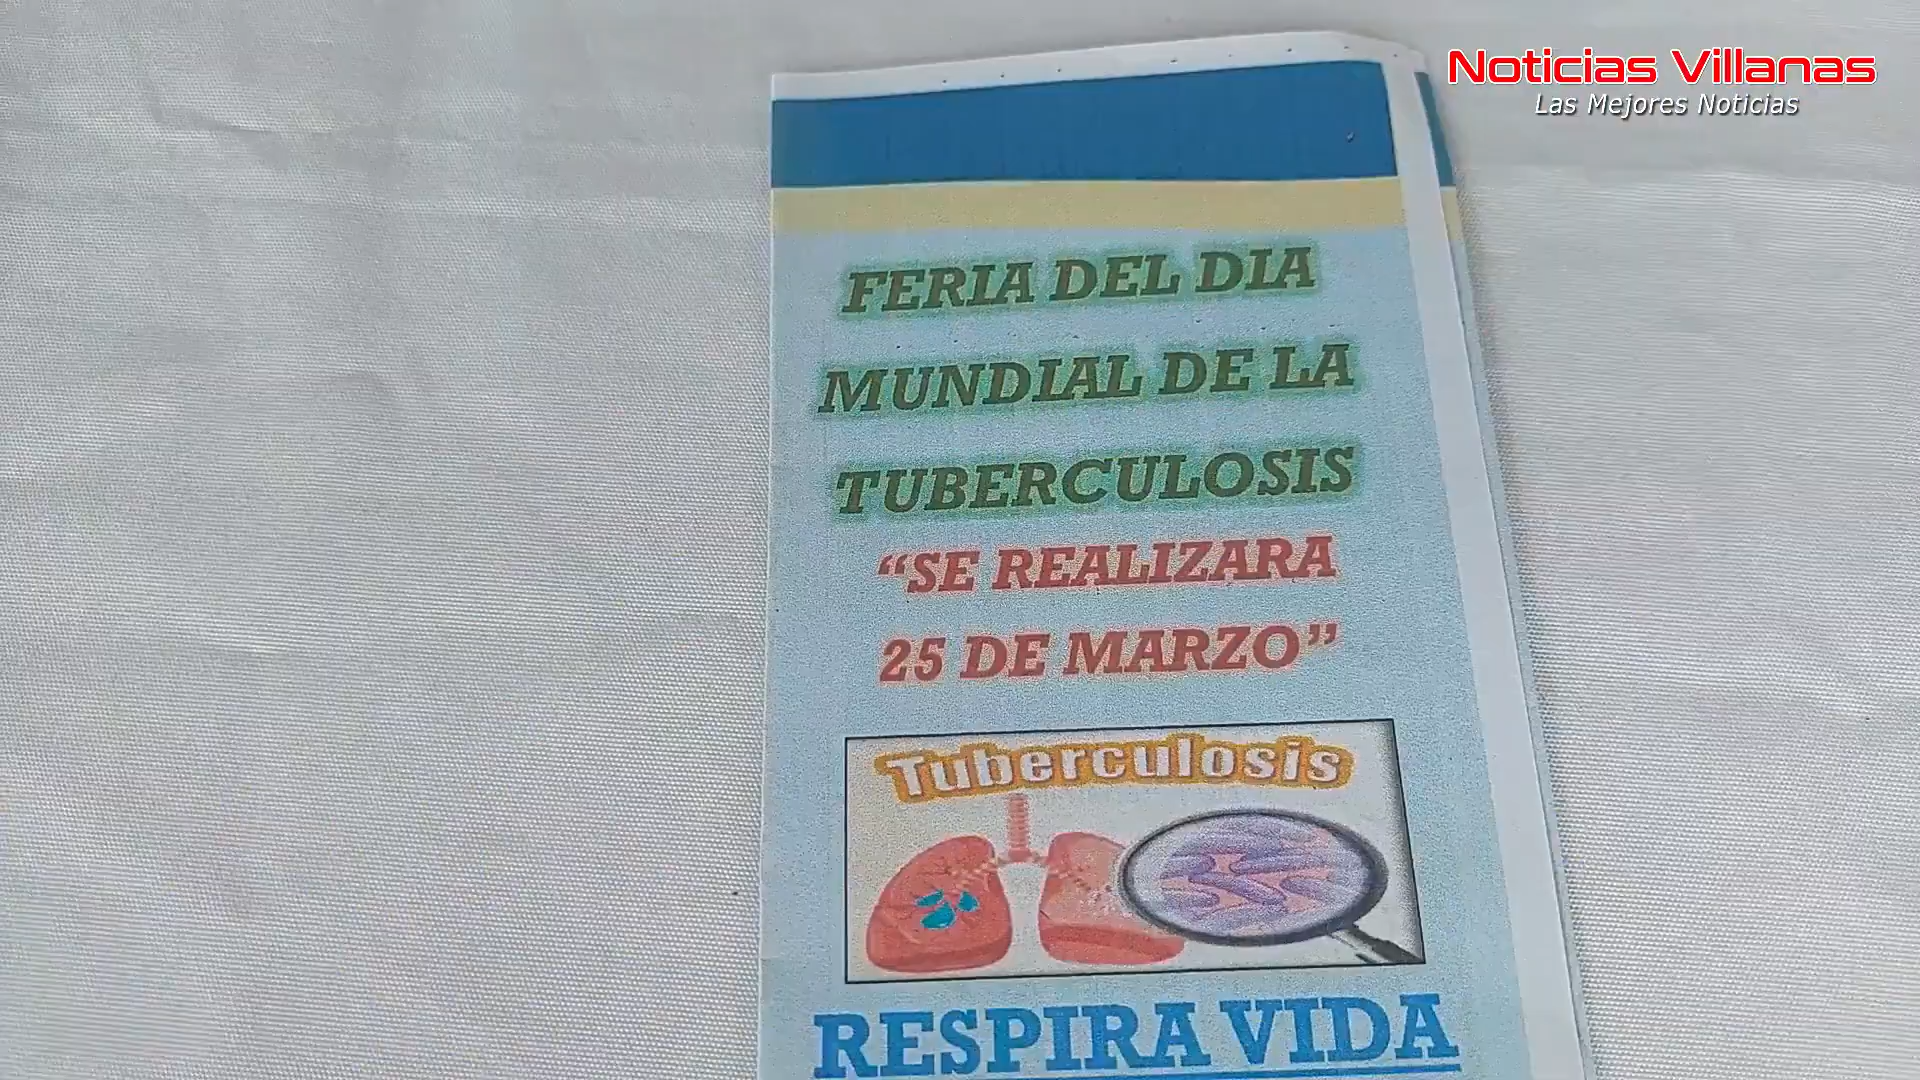 Noticias Villanas
Las Mejores Noticias
FERIA DEL DIA
MUNDIAL DE LA
TUBERCULOSIS
“SE REALIZARA
25 DE MARZO”
Tuberculosis
RESPIRA VIDA